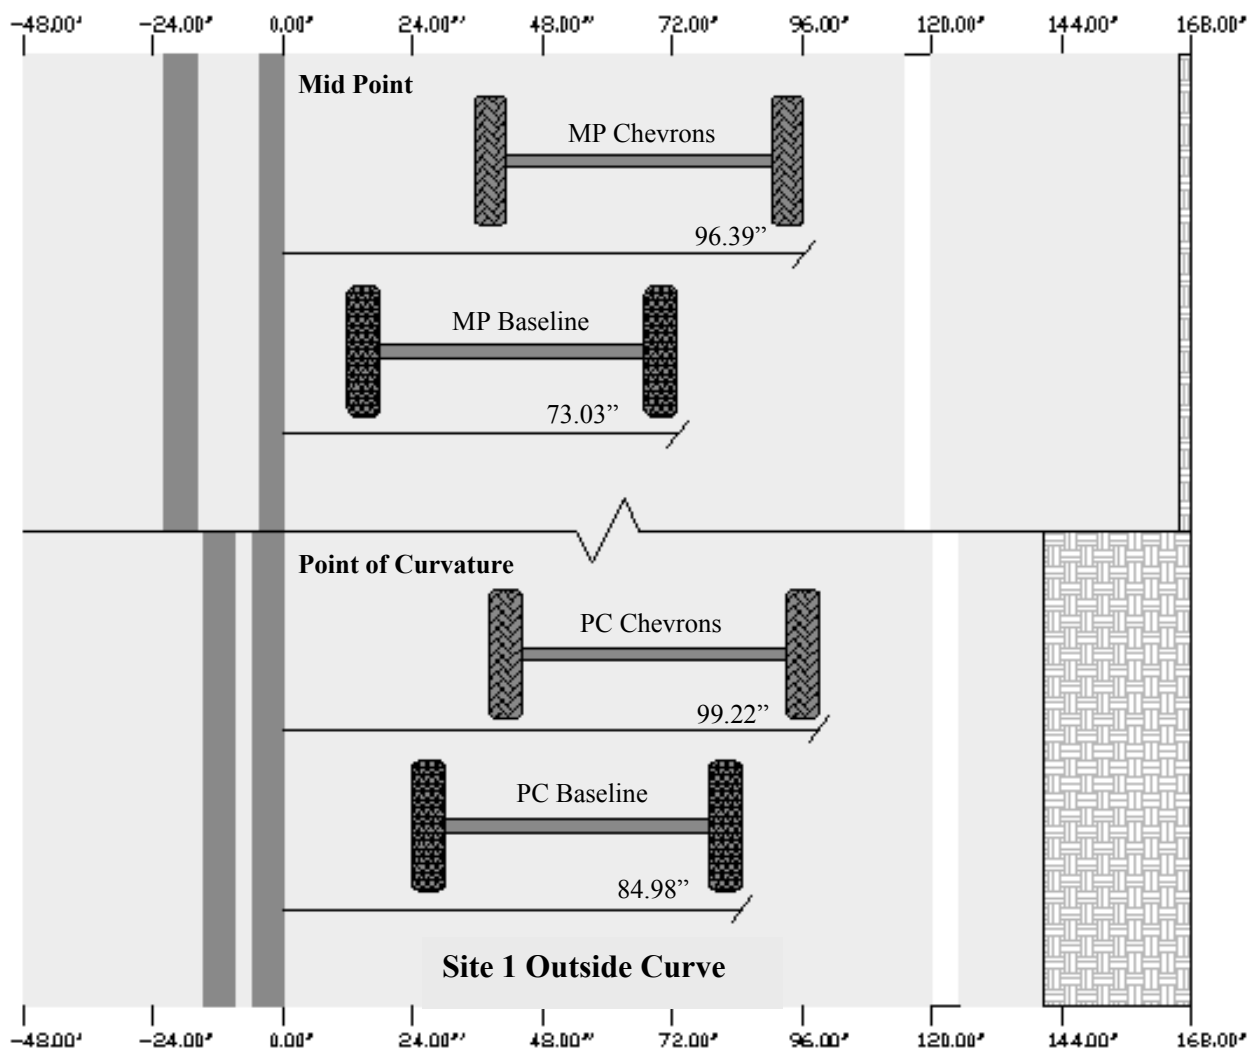 -48.00" -24.00" 0.00" 24.00" 48.00" 72.00" 96.00" 120.00" 144.00" 168.00"
Mid Point
MP Chevrons
96.39”
MP Baseline
73.03”
Point of Curvature
PC Chevrons
99.22”
PC Baseline
84.98”
Site 1 Outside Curve
-48.00" -24.00" 0.00" 24.00" 48.00" 72.00" 96.00" 120.00" 144.00" 168.00"